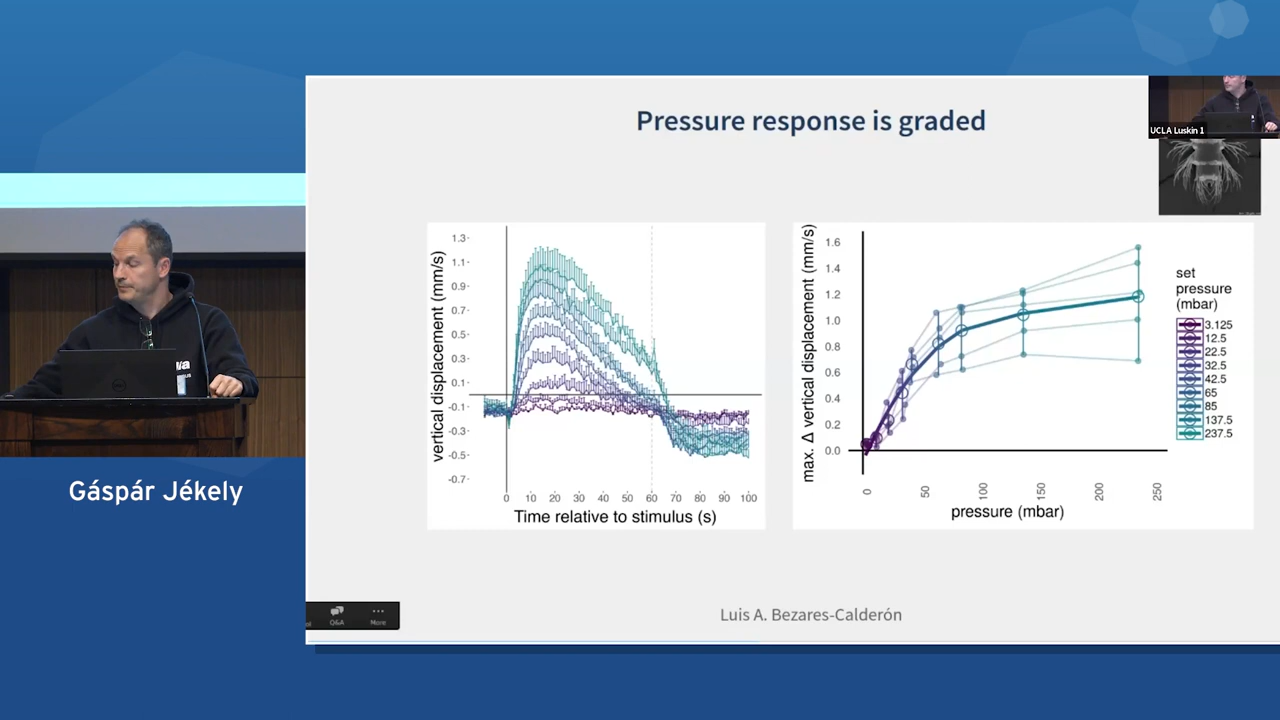 Pressure response is graded
UCLA Luskin 1
vertical displacement (mm/s)
1.3
1.1
0.9
0.7
0.5
0.3
0.1
-0.1
-0.3
-0.5
-0.7
0 10 20 30 40 50 60 70 80 90 100
Time relative to stimulus (s)
max. Δ vertical displacement (mm/s)
1.6
1.4
1.2
1.0
0.8
0.6
0.4
0.2
0.0
0 50 100 150 200 250
pressure (mbar)
set
pressure
(mbar)
3.125
12.5
22.5
32.5
42.5
65
85
137.5
237.5
Gáspár Jékely
Q&A
More
Luis A. Bezares-Calderón